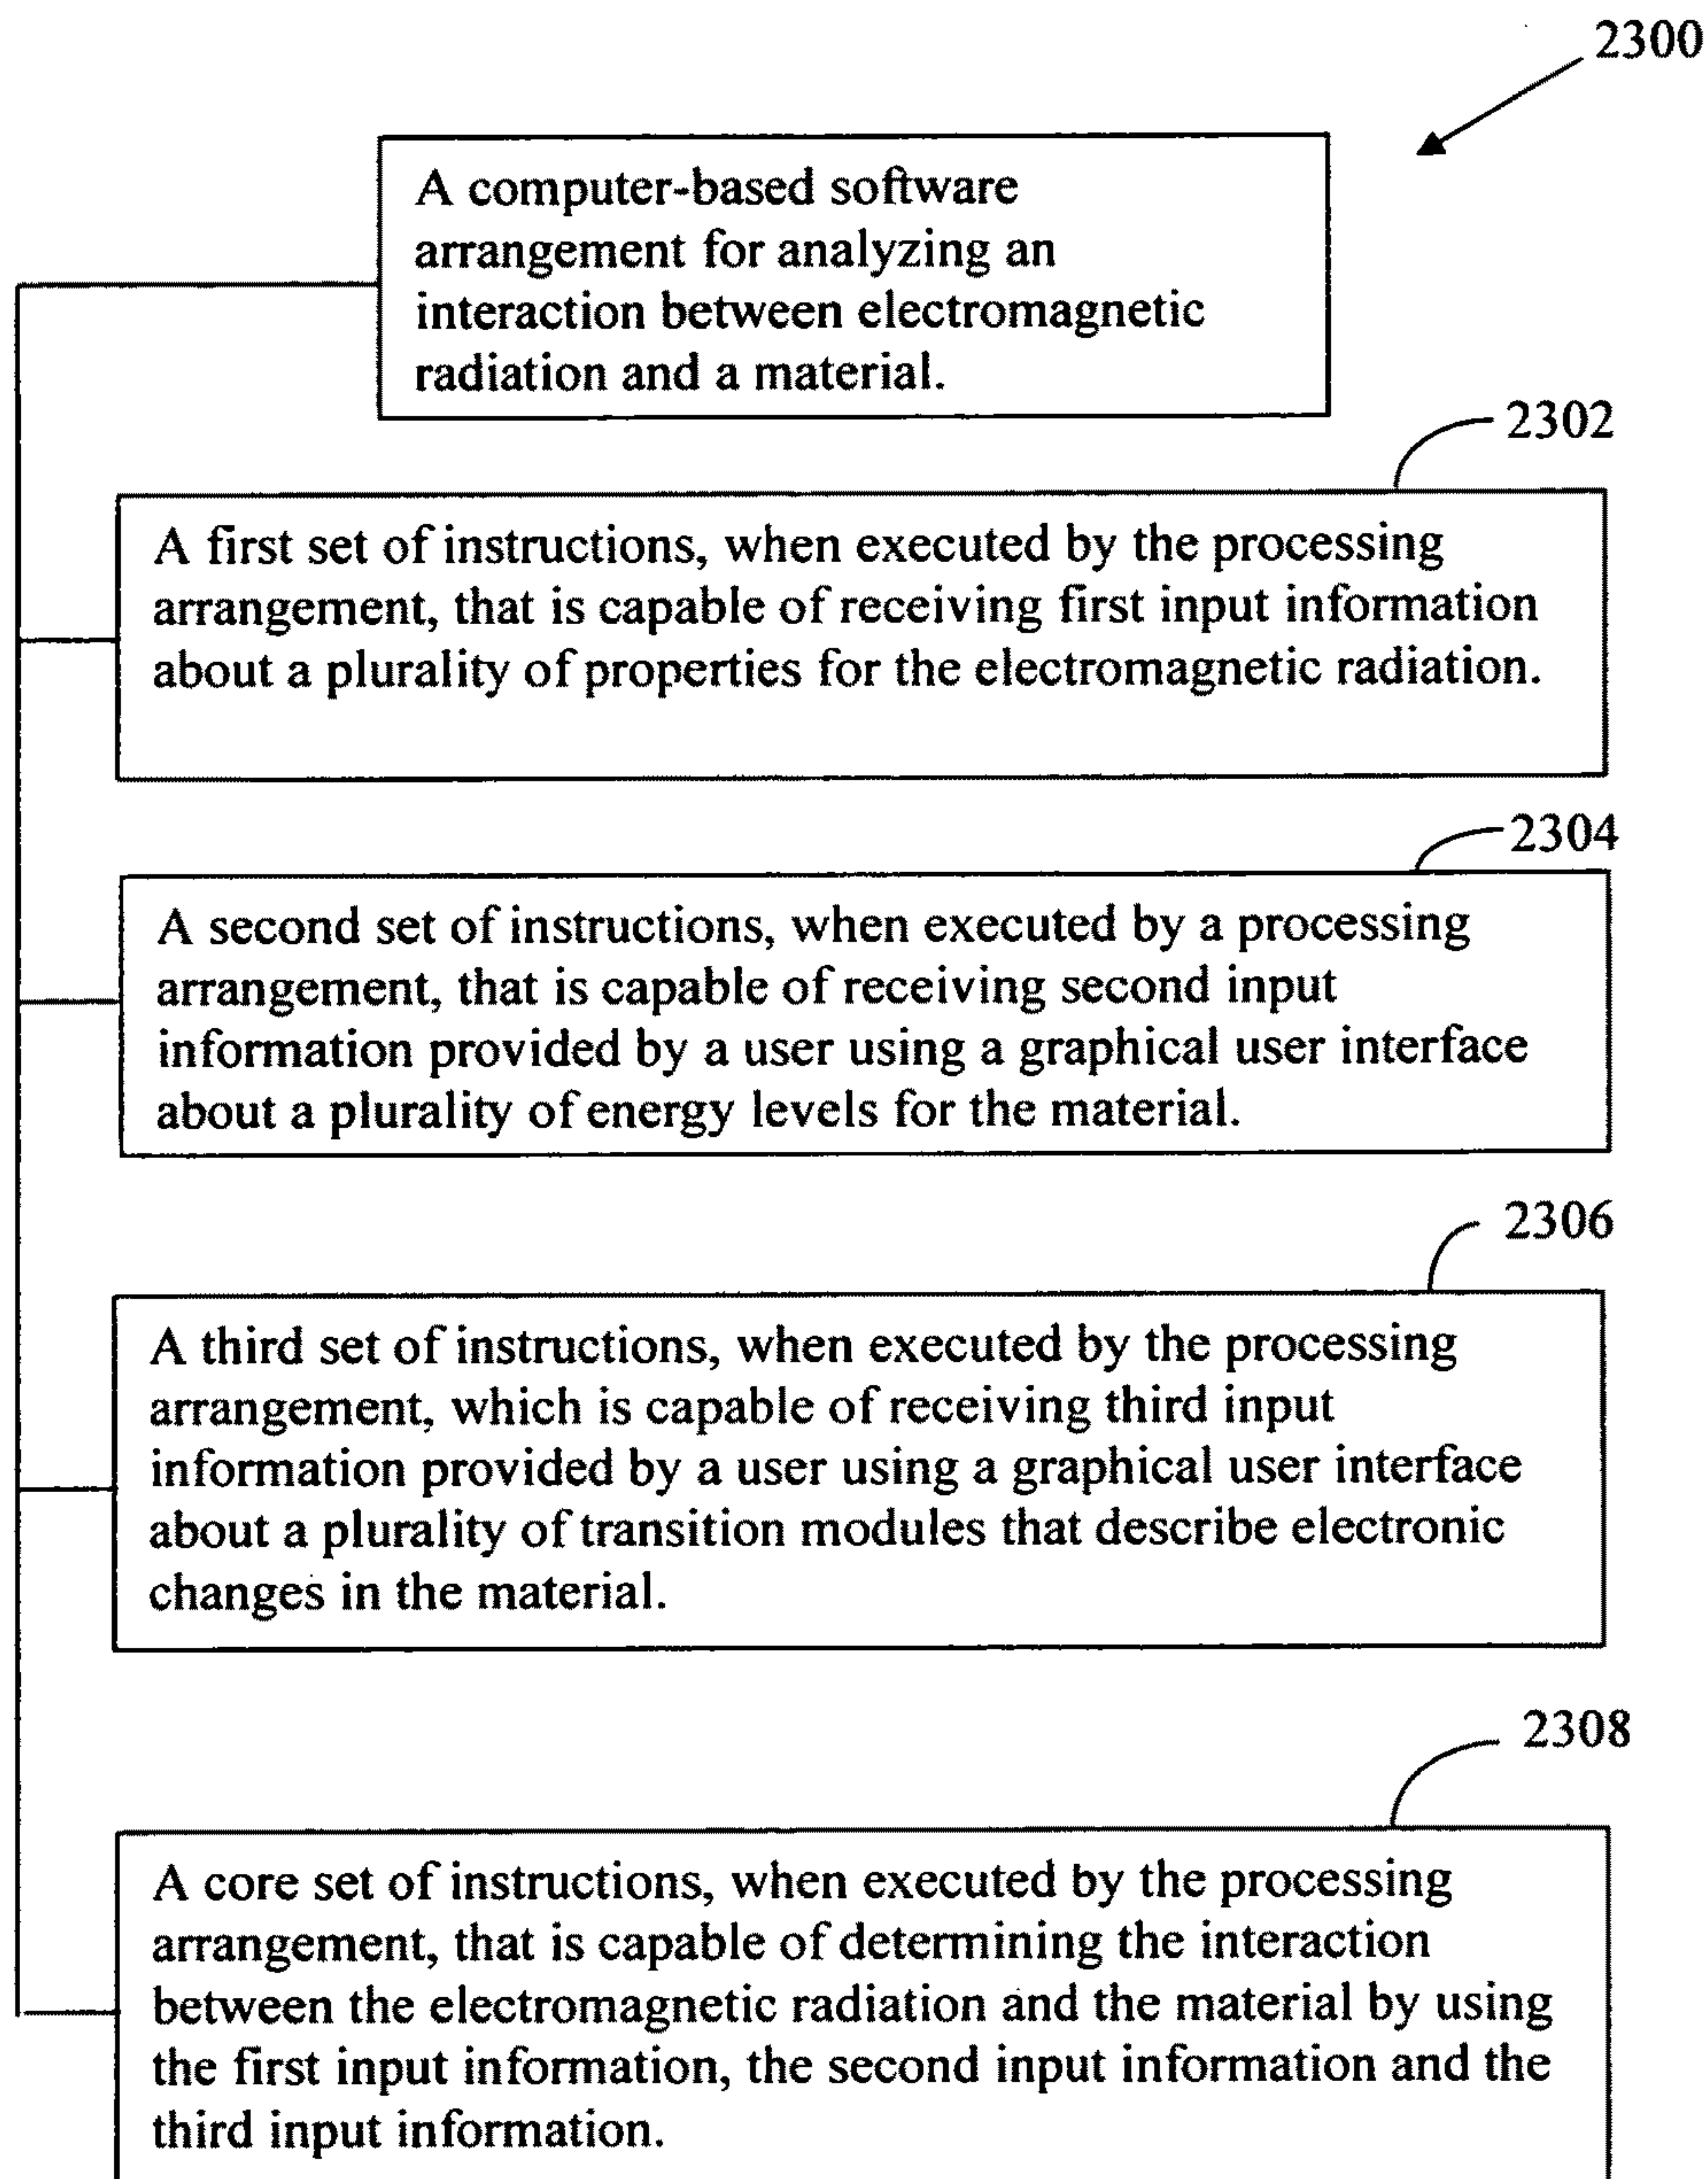 2300
A computer-based software
arrangement for analyzing an
interaction between electromagnetic
radiation and a material.
2302
A first set of instructions, when executed by the processing
arrangement, that is capable of receiving first input information
about a plurality of properties for the electromagnetic radiation.
2304
A second set of instructions, when executed by a processing
arrangement, that is capable of receiving second input
information provided by a user using a graphical user interface
about a plurality of energy levels for the material.
2306
A third set of instructions, when executed by the processing
arrangement, which is capable of receiving third input
information provided by a user using a graphical user interface
about a plurality of transition modules that describe electronic
changes in the material.
2308
A core set of instructions, when executed by the processing
arrangement, that is capable of determining the interaction
between the electromagnetic radiation and the material by using
the first input information, the second input information and the
third input information.